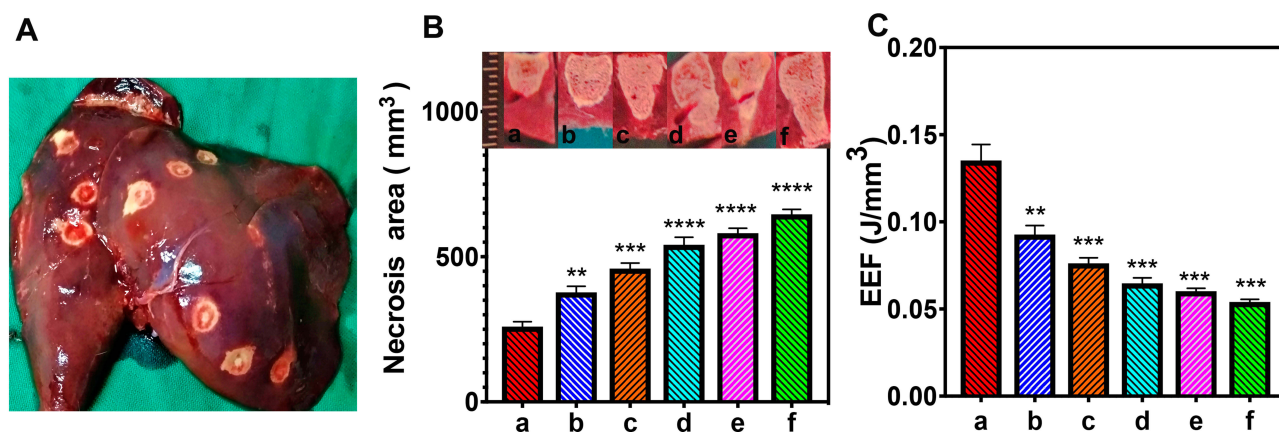 A
B
C
Necrosis area ( mm³ )
1000
500
0
a b c d e f
** *** **** **** ****
a b c d e f
EEF (J/mm³)
0.20
0.15
0.10
0.05
0.00
** *** *** *** ***
a b c d e f